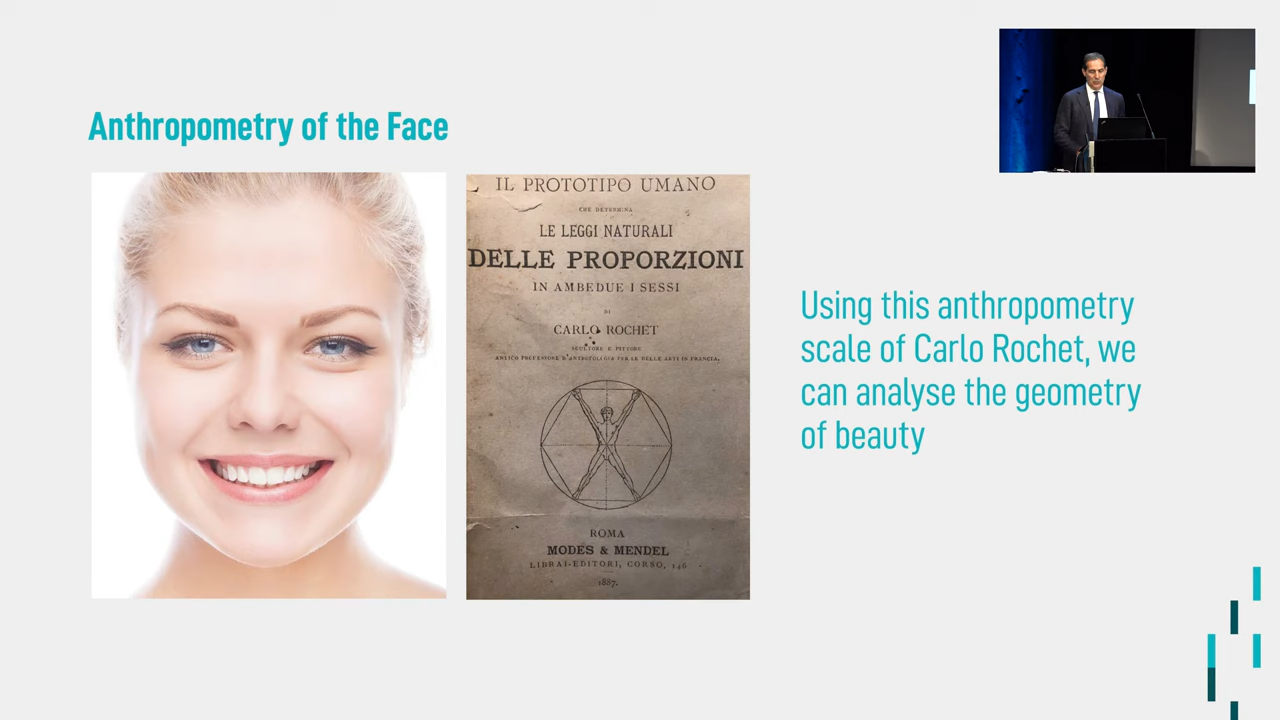 Anthropometry of the Face
IL PROTOTIPO UMANO
CHE DETERMINA
LE LEGGI NATURALI
DELLE PROPORZIONI
IN AMBEDUE I SESSI
DI
CARLO ROCHET
SCULTORE E PITTORE
ANTICO PROFESSORE D'ANTROPOLOGIA PER LE BELLE ARTI IN FRANCIA.
ROMA
MODES & MENDEL
LIBRAI-EDITORI, CORSO, 146
1887.
Using this anthropometry
scale of Carlo Rochet, we
can analyse the geometry
of beauty